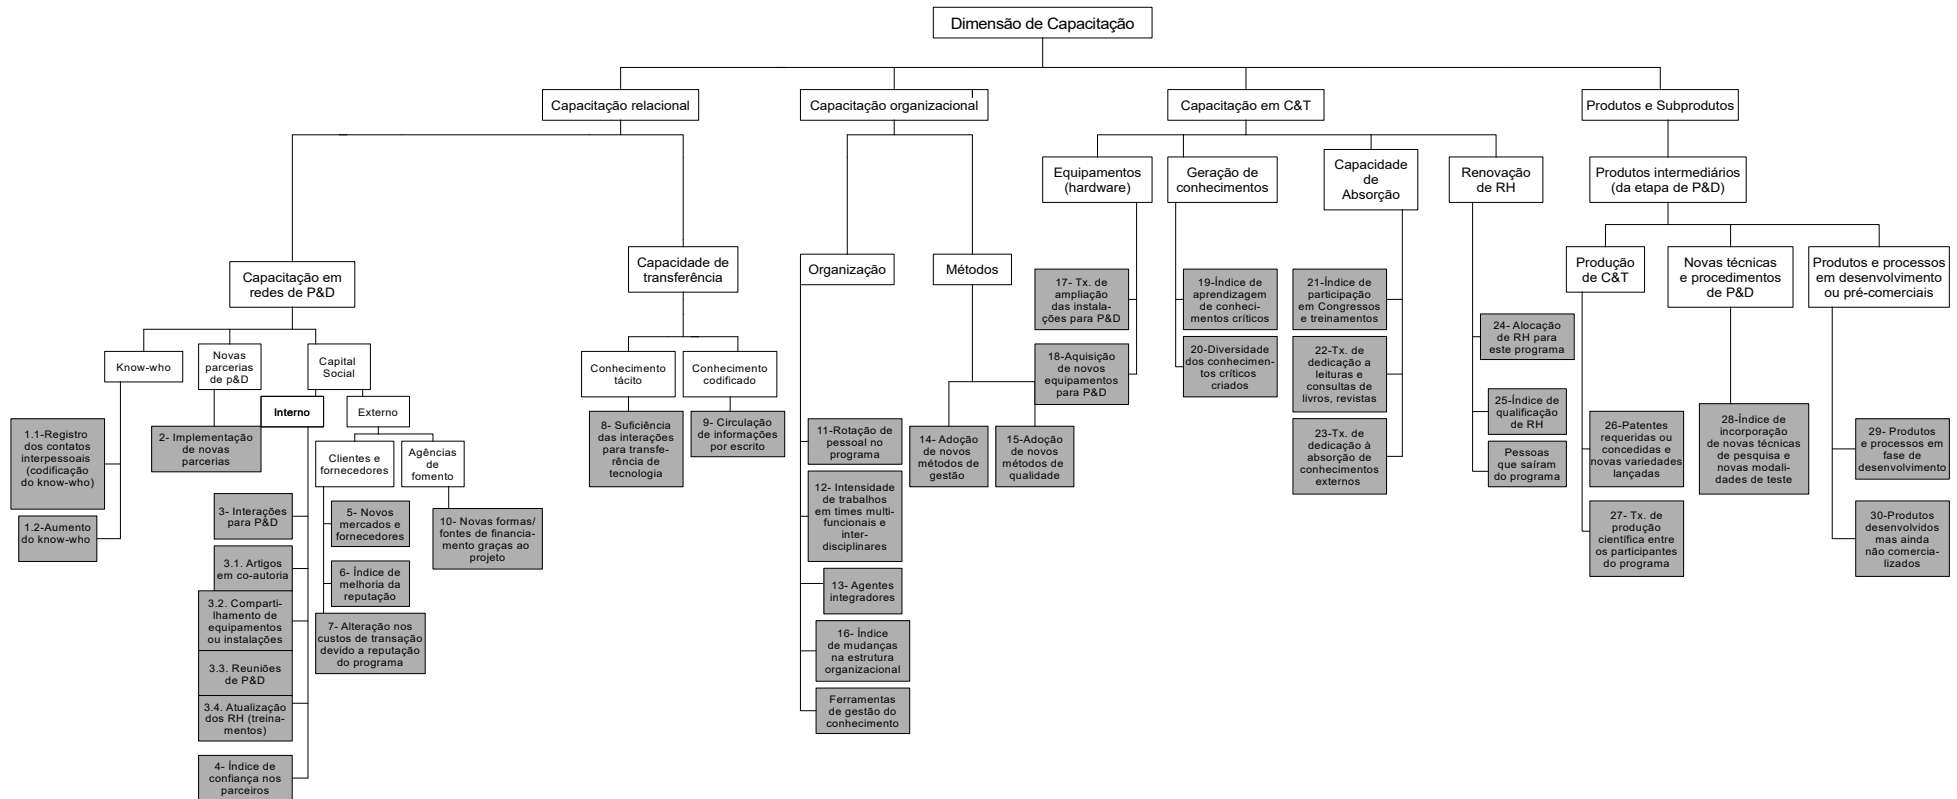 Dimensão de Capacitação
Capacitação relacional
Capacitação organizacional
Capacitação em C&T
Produtos e Subprodutos
Equipamentos
(hardware)
Geração de
conhecimentos
Capacidade
de
Absorção
Renovação
de RH
Produtos intermediários
(da etapa de P&D)
Capacitação em
redes de P&D
Capacidade de
transferência
Organização
Métodos
Produção
de C&T
Novas técnicas
e procedimentos
de P&D
Produtos e processos
em desenvolvimento
ou pré-comerciais
Know-who
Novas
parcerias
de p&D
Capital
Social
Interno
Externo
Clientes e
fornecedores
Agências
de
fomento
Conhecimento
tácito
Conhecimento
codificado
1.1-Registro
dos contatos
interpessoais
(codificação
do know-who)
1.2-Aumento
do know-who
2- Implementação
de novas
parcerias
3- Interações
para P&D
3.1. Artigos
em co-autoria
3.2. Comparti-
lhamento de
equipamentos
ou instalações
3.3. Reuniões
de P&D
3.4. Atualização
dos RH (treina-
mentos)
4- Índice de
confiança nos
parceiros
5- Novos
mercados e
fornecedores
6- Índice de
melhoria da
reputação
7- Alteração nos
custos de transação
devido a reputação
do programa
10- Novas formas/
fontes de financia-
mento graças ao
projeto
8- Suficiência
das interações
para transfe-
rência de
tecnologia
9- Circulação
de informações
por escrito
11-Rotação de
pessoal no
programa
12- Intensidade
de trabalhos
em times multi-
funcionais e
inter-
disciplinares
13- Agentes
integradores
16- Índice
de mudanças
na estrutura
organizacional
Ferramentas
de gestão do
conhecimento
14- Adoção
de novos
métodos de
gestão
15-Adoção
de novos
métodos de
qualidade
17- Tx. de
ampliação
das instala-
ções para P&D
18-Aquisição
de novos
equipamentos
para P&D
19-Índice de
aprendizagem
de conheci-
mentos críticos
20-Diversidade
dos conhecimen-
tos críticos
criados
21-Índice de
participação
em Congressos
e treinamentos
22-Tx. de
dedicação a
leituras e
consultas de
livros, revistas
23-Tx. de
dedicação à
absorção de
conhecimentos
externos
24- Alocação
de RH para
este programa
25-Índice de
qualificação
de RH
Pessoas
que saíram
do programa
26-Patentes
requeridas ou
concedidas e
novas variedades
lançadas
27- Tx. de
produção
científica entre
os participantes
do programa
28-Índice de
incorporação
de novas técnicas
de pesquisa e
novas modali-
dades de teste
29- Produtos
e processos em
fase de
desenvolvimento
30-Produtos
desenvolvidos
mas ainda
não comercia-
lizados